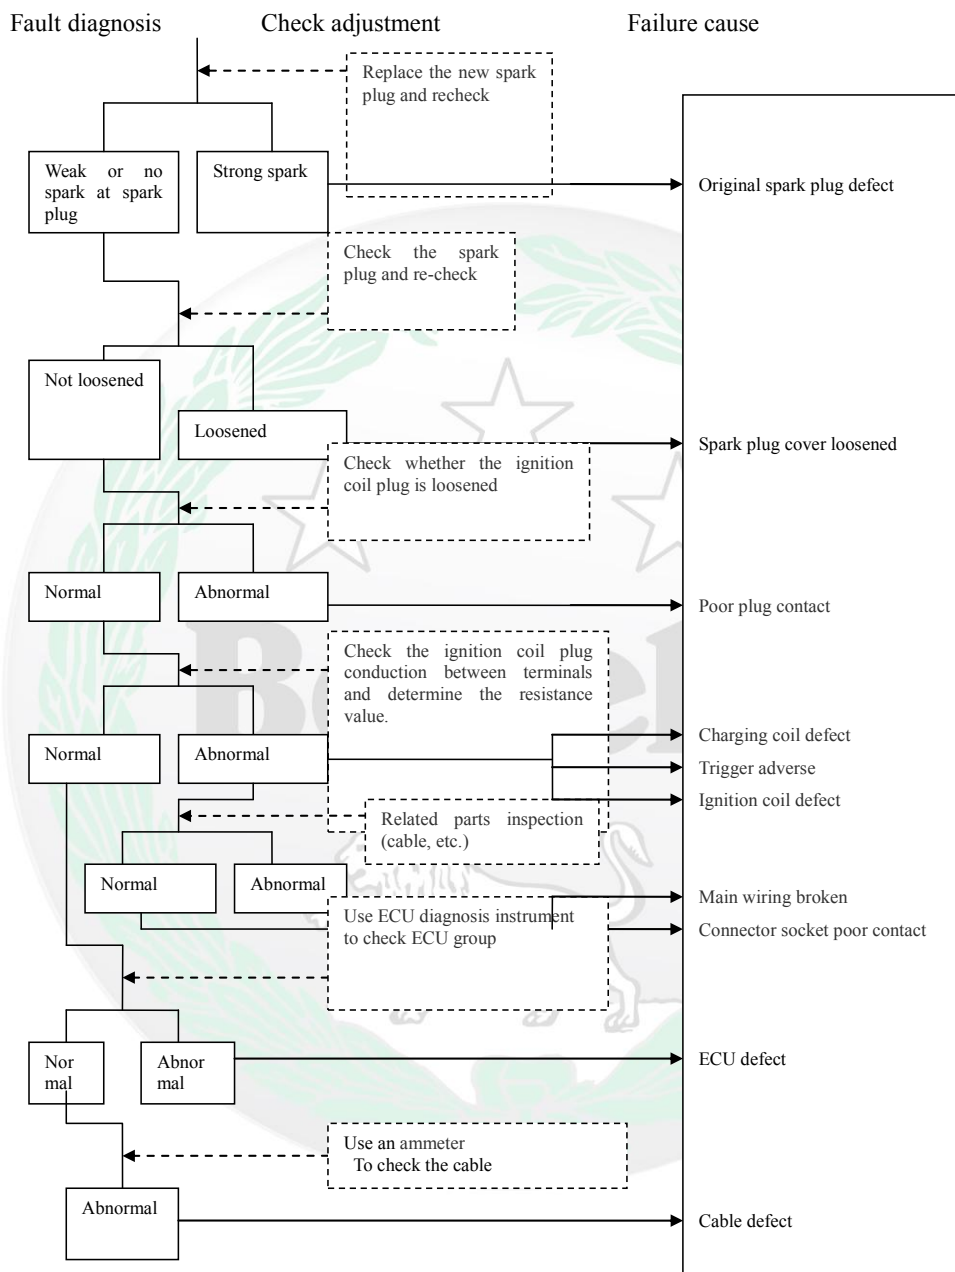 Fault diagnosis
Check adjustment
Failure cause
Replace the new spark
plug and recheck
Weak or no
spark at spark
plug
Strong spark
Original spark plug defect
Check the spark
plug and re-check
Not loosened
Loosened
Spark plug cover loosened
Check whether the ignition
coil plug is loosened
Normal
Abnormal
Poor plug contact
Check the ignition coil plug
conduction between terminals
and determine the resistance
value.
Normal
Abnormal
Charging coil defect
Trigger adverse
Ignition coil defect
Related parts inspection
(cable, etc.)
Normal
Abnormal
Main wiring broken
Use ECU diagnosis instrument
to check ECU group
Connector socket poor contact
Nor
mal
Abnor
mal
ECU defect
Use an ammeter
To check the cable
Abnormal
Cable defect